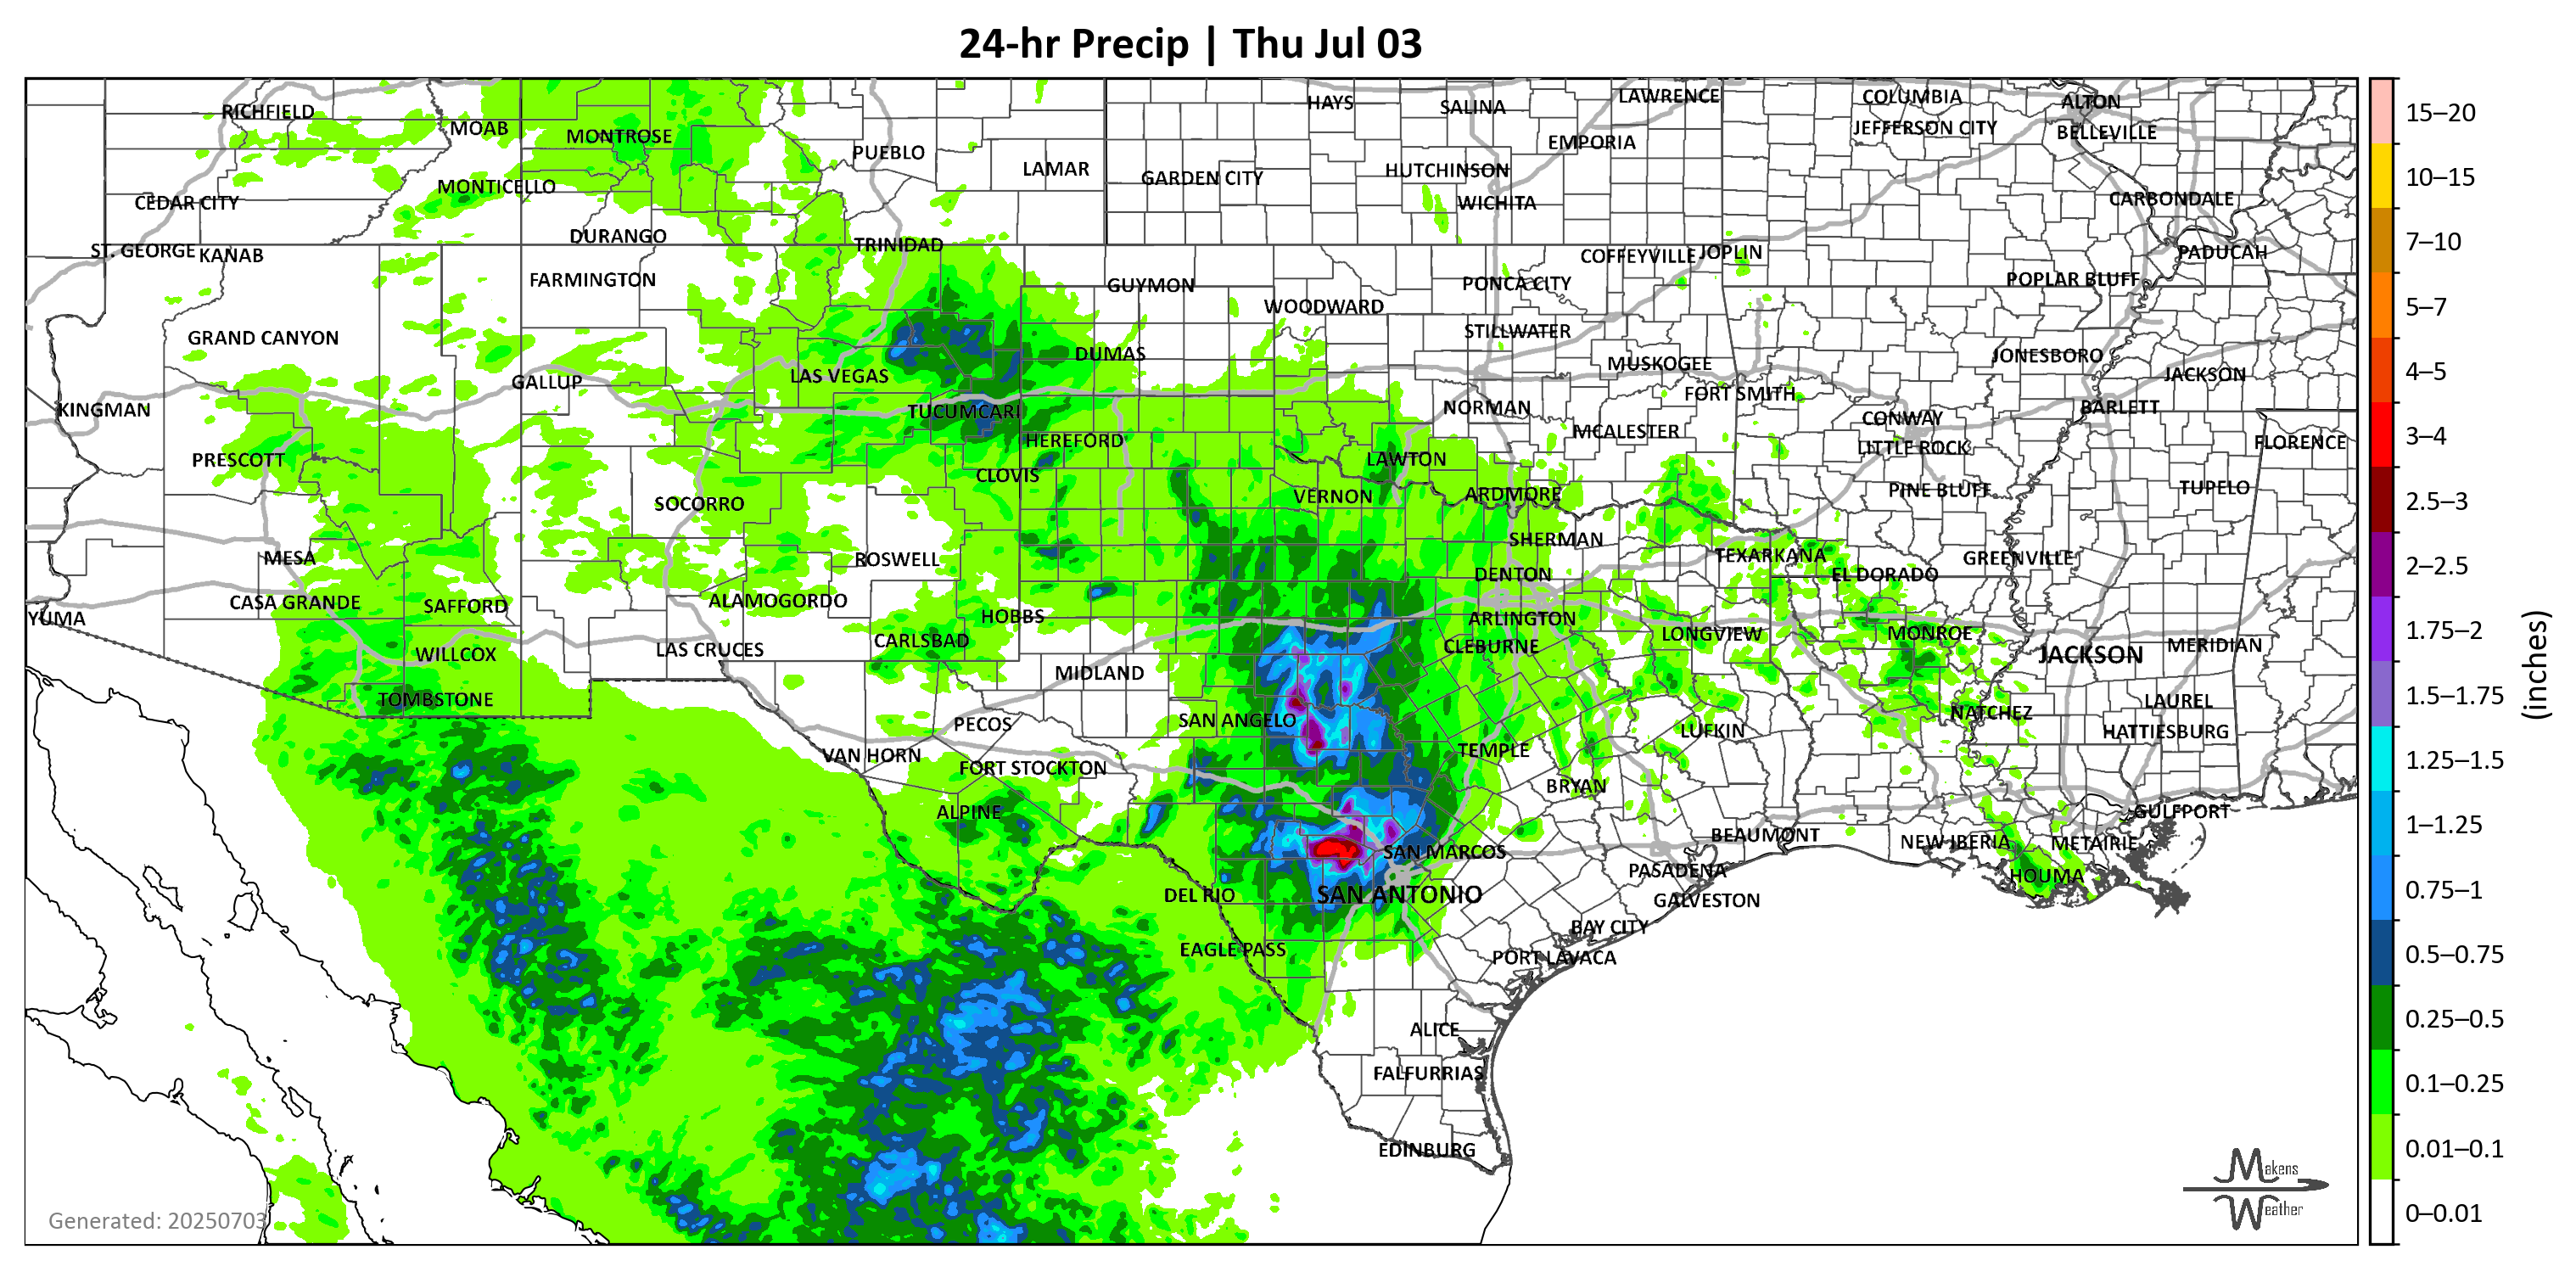 24-hr Precip | Thu Jul 03
RICHFIELD
MOAB
MONTROSE
PUEBLO
LAMAR
HAYS
SALINA
LAWRENCE
COLUMBIA
ALTON
JEFFERSON CITY
BELLEVILLE
EMPORIA
HUTCHINSON
GARDEN CITY
MONTICELLO
CEDAR CITY
WICHITA
CARBONDALE
DURANGO
TRINIDAD
ST. GEORGE
KANAB
COFFEYVILLE
JOPLIN
PADUCAH
FARMINGTON
GUYMON
PONCA CITY
POPLAR BLUFF
WOODWARD
GRAND CANYON
STILLWATER
DUMAS
MUSKOGEE
JONESBORO
LAS VEGAS
GALLUP
JACKSON
FORT SMITH
KINGMAN
TUCUMCARI
NORMAN
BARLETT
CONWAY
HEREFORD
MCALESTER
LITTLE ROCK
FLORENCE
PRESCOTT
LAWTON
CLOVIS
SOCORRO
VERNON
ARDMORE
PINE BLUFF
TUPELO
MESA
ROSWELL
SHERMAN
TEXARKANA
GREENVILLE
DENTON
EL DORADO
CASA GRANDE
SAFFORD
ALAMOGORDO
HOBBS
YUMA
ARLINGTON
CARLSBAD
LONGVIEW
MONROE
WILLCOX
LAS CRUCES
CLEBURNE
JACKSON
MERIDIAN
MIDLAND
TOMBSTONE
LAUREL
PECOS
SAN ANGELO
NATCHEZ
VAN HORN
TEMPLE
LUFKIN
HATTIESBURG
FORT STOCKTON
BRYAN
ALPINE
GULFPORT
BEAUMONT
NEW IBERIA
METAIRIE
SAN MARCOS
PASADENA
HOUMA
DEL RIO
SAN ANTONIO
GALVESTON
BAY CITY
EAGLE PASS
PORT LAVACA
ALICE
FALFURRIAS
EDINBURG
Generated: 20250703
Makens
Weather
15–20
10–15
7–10
5–7
4–5
3–4
2.5–3
2–2.5
1.75–2
1.5–1.75
1.25–1.5
1–1.25
0.75–1
0.5–0.75
0.25–0.5
0.1–0.25
0.01–0.1
0–0.01
(inches)